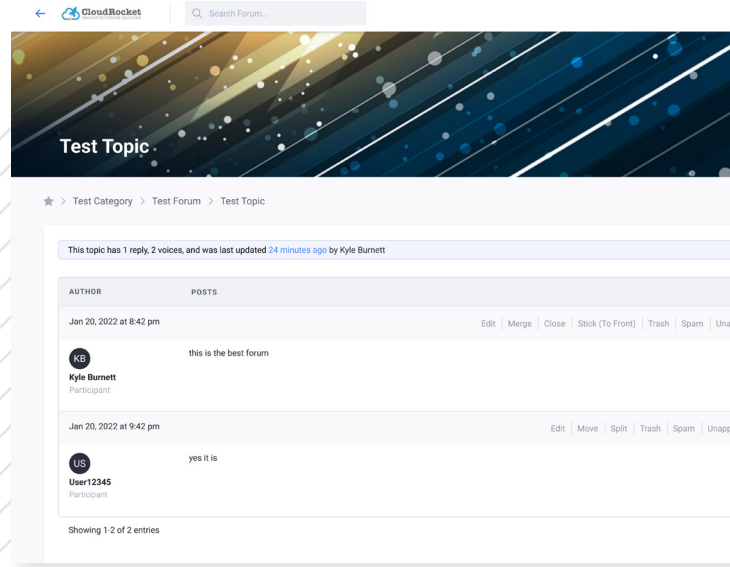 CloudRocket
Search Forum...
Test Topic
Test Category > Test Forum > Test Topic
This topic has 1 reply, 2 voices, and was last updated 24 minutes ago by Kyle Burnett
AUTHOR POSTS
Jan 20, 2022 at 8:42 pm Edit | Merge | Close | Stick (To Front) | Trash | Spam | Una
KB this is the best forum
Kyle Burnett
Participant
Jan 20, 2022 at 9:42 pm Edit | Move | Split | Trash | Spam | Unapp
US yes it is
User12345
Participant
Showing 1-2 of 2 entries